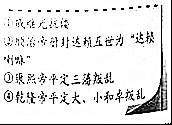 ①戚继光抗倭
②顺治帝册封达赖五世为“达赖
喇嘛”
③康熙帝平定三藩叛乱
④乾隆帝平定大、小和卓叛乱